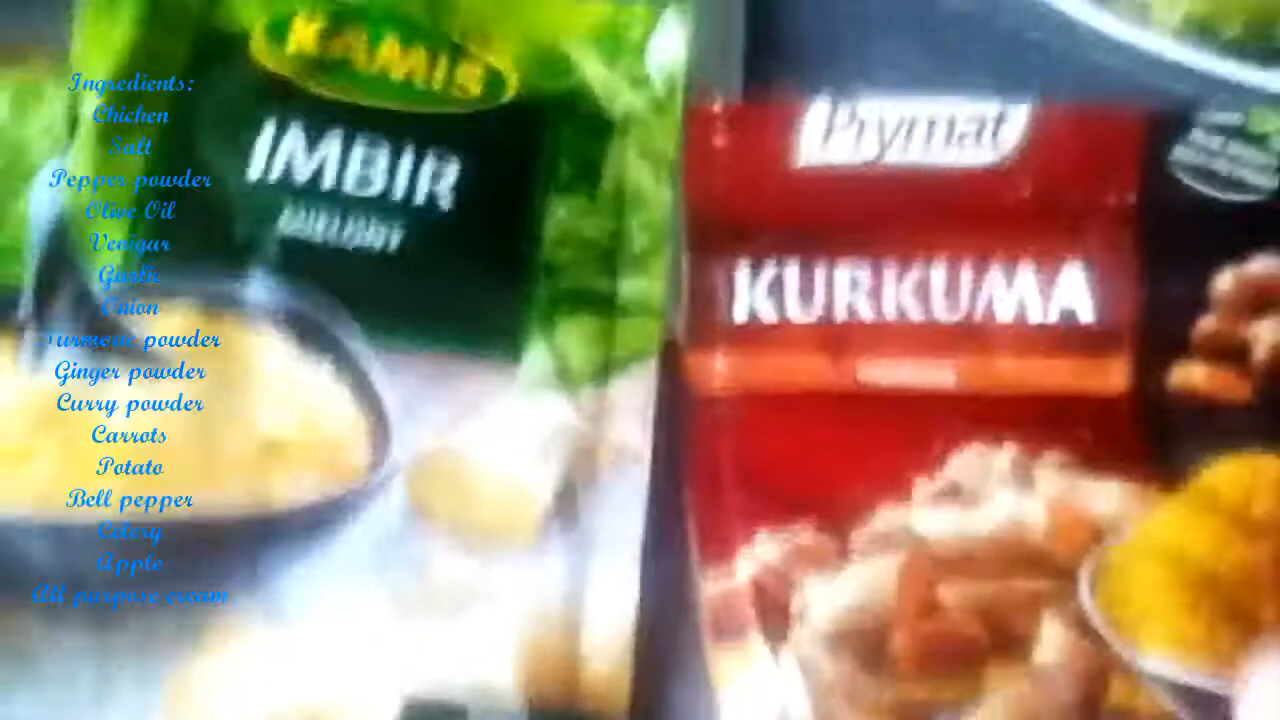 Ingredients:
Chicken
Salt
Pepper powder
Olive Oil
Venigar
Garlic
Onion
Turmeric powder
Ginger powder
Curry powder
Carrots
Potato
Bell pepper
Celery
Apple
All purpose cream
KAMIS
IMBIR
MIELONY
Prymat
KURKUMA